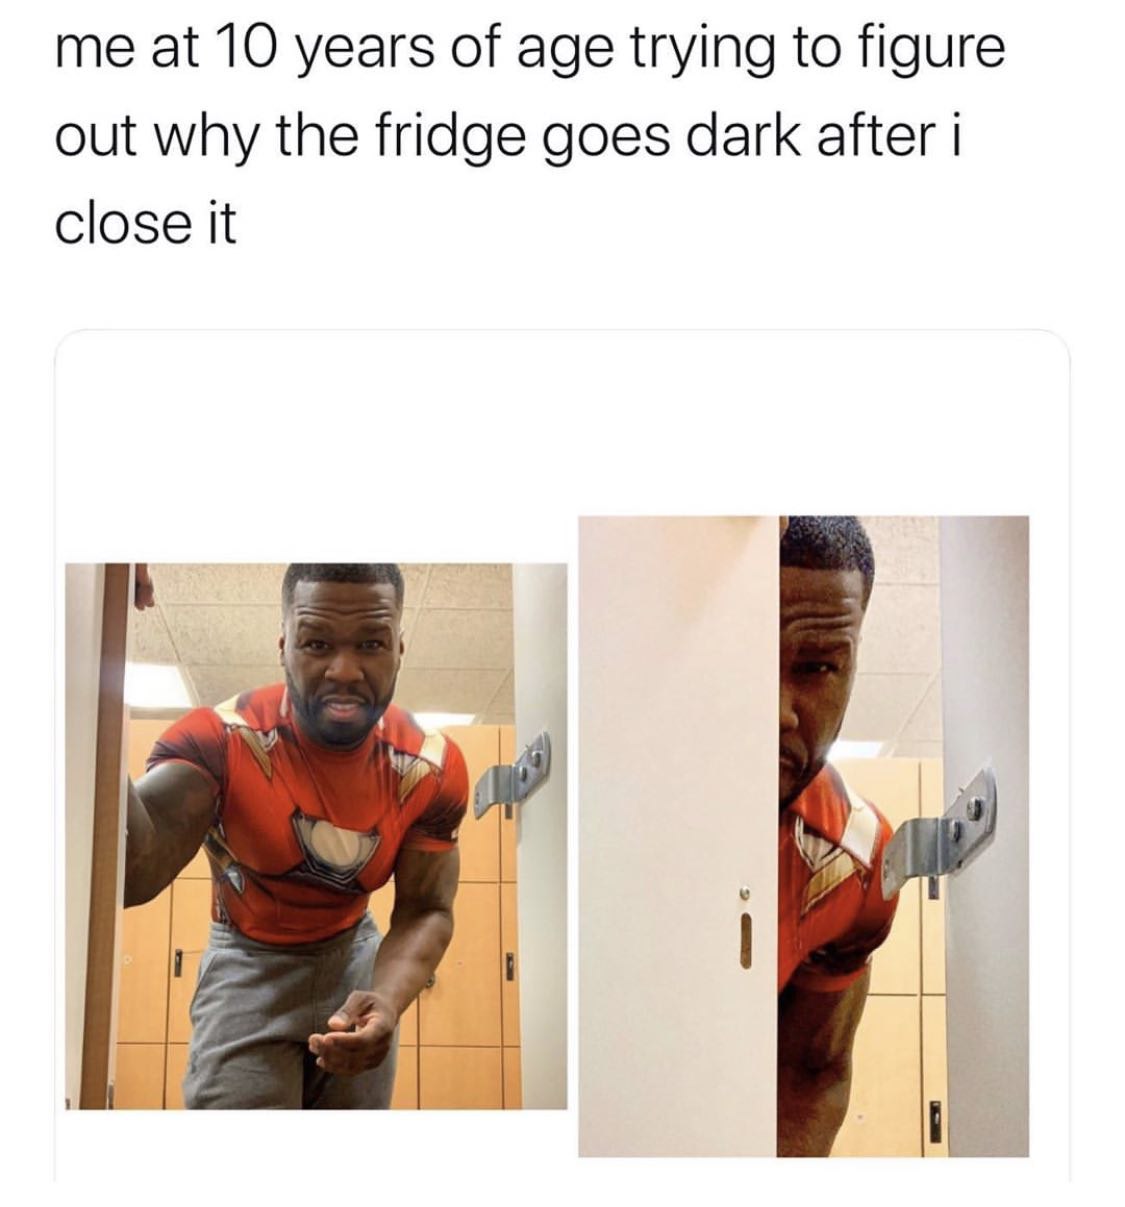 me at 10 years of age trying to figure
out why the fridge goes dark after i
close it